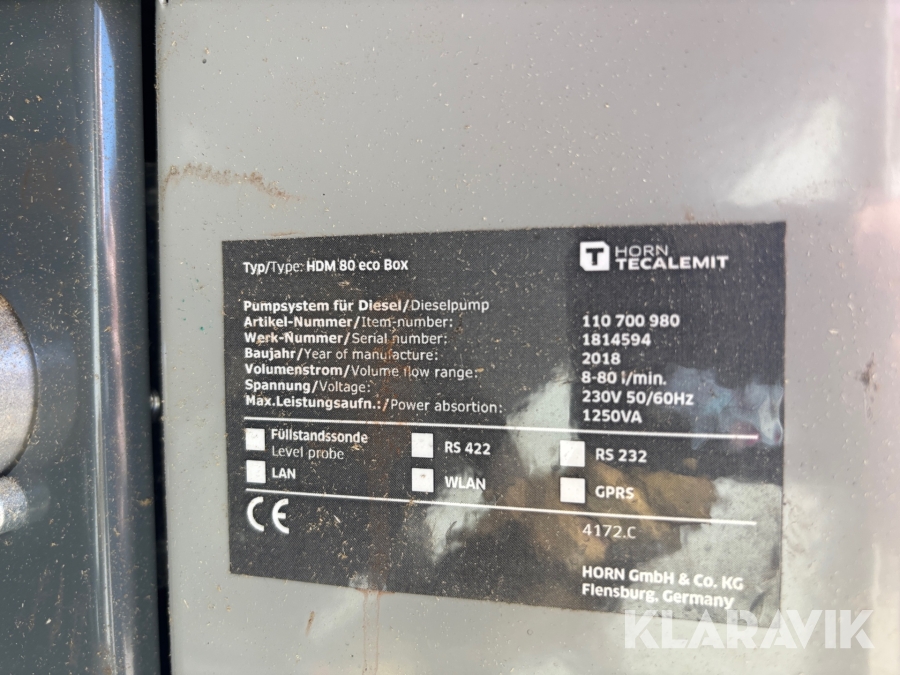 HORN
TECALEMIT
Typ/Type: HDM 80 eco Box
Pumpsystem für Diesel/Dieselpump
Artikel-Nummer/Item-number: 110 700 980
Werk-Nummer/Serial number: 1814594
Baujahr/Year of manufacture: 2018
Volumenstrom/Volume flow range: 8-80 l/min.
Spannung/Voltage: 230V 50/60Hz
Max.Leistungsaufn.:/Power absortion: 1250VA
Füllstandssonde
Level probe
RS 422
RS 232
LAN
WLAN
GPRS
CE
4172.C
HORN GmbH & Co. KG
Flensburg, Germany
KLARAVIK